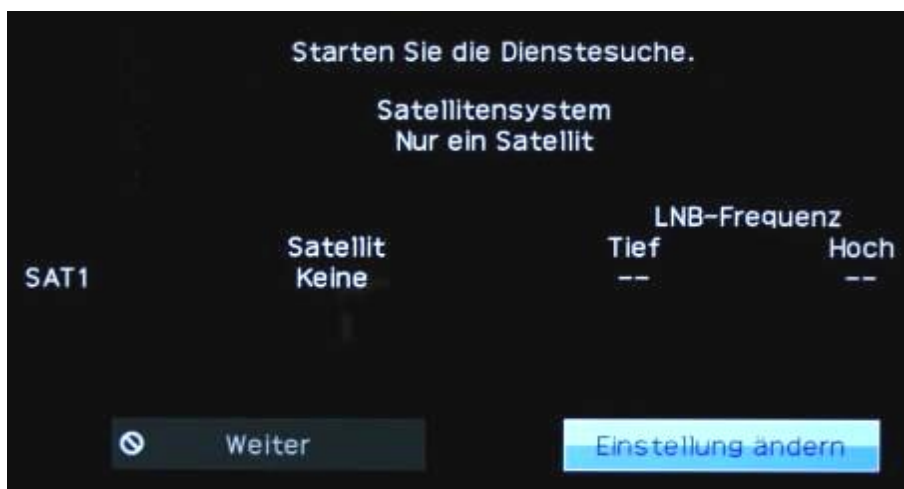 Starten Sie die Dienstesuche.
Satellitensystem
Nur ein Satellit
LNB-Frequenz
Satellit Tief Hoch
SAT1 Keine -- --
Weiter Einstellung ändern